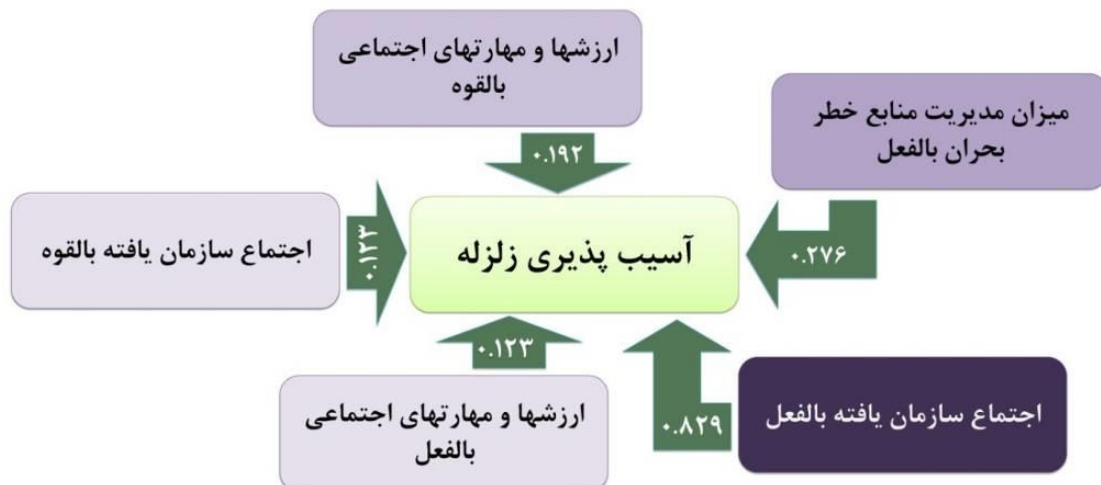 ارزشها و مهارتهای اجتماعی
بالقوه
۰.۱۹۲
میزان مدیریت منابع خطر
بحران بالفعل
۰.۲۷۶
آسیب پذیری زلزله
اجتماع سازمان یافته بالقوه
۰.۱۲۳
ارزشها و مهارتهای اجتماعی
بالفعل
۰.۱۲۳
اجتماع سازمان یافته بالفعل
۰.۸۲۹